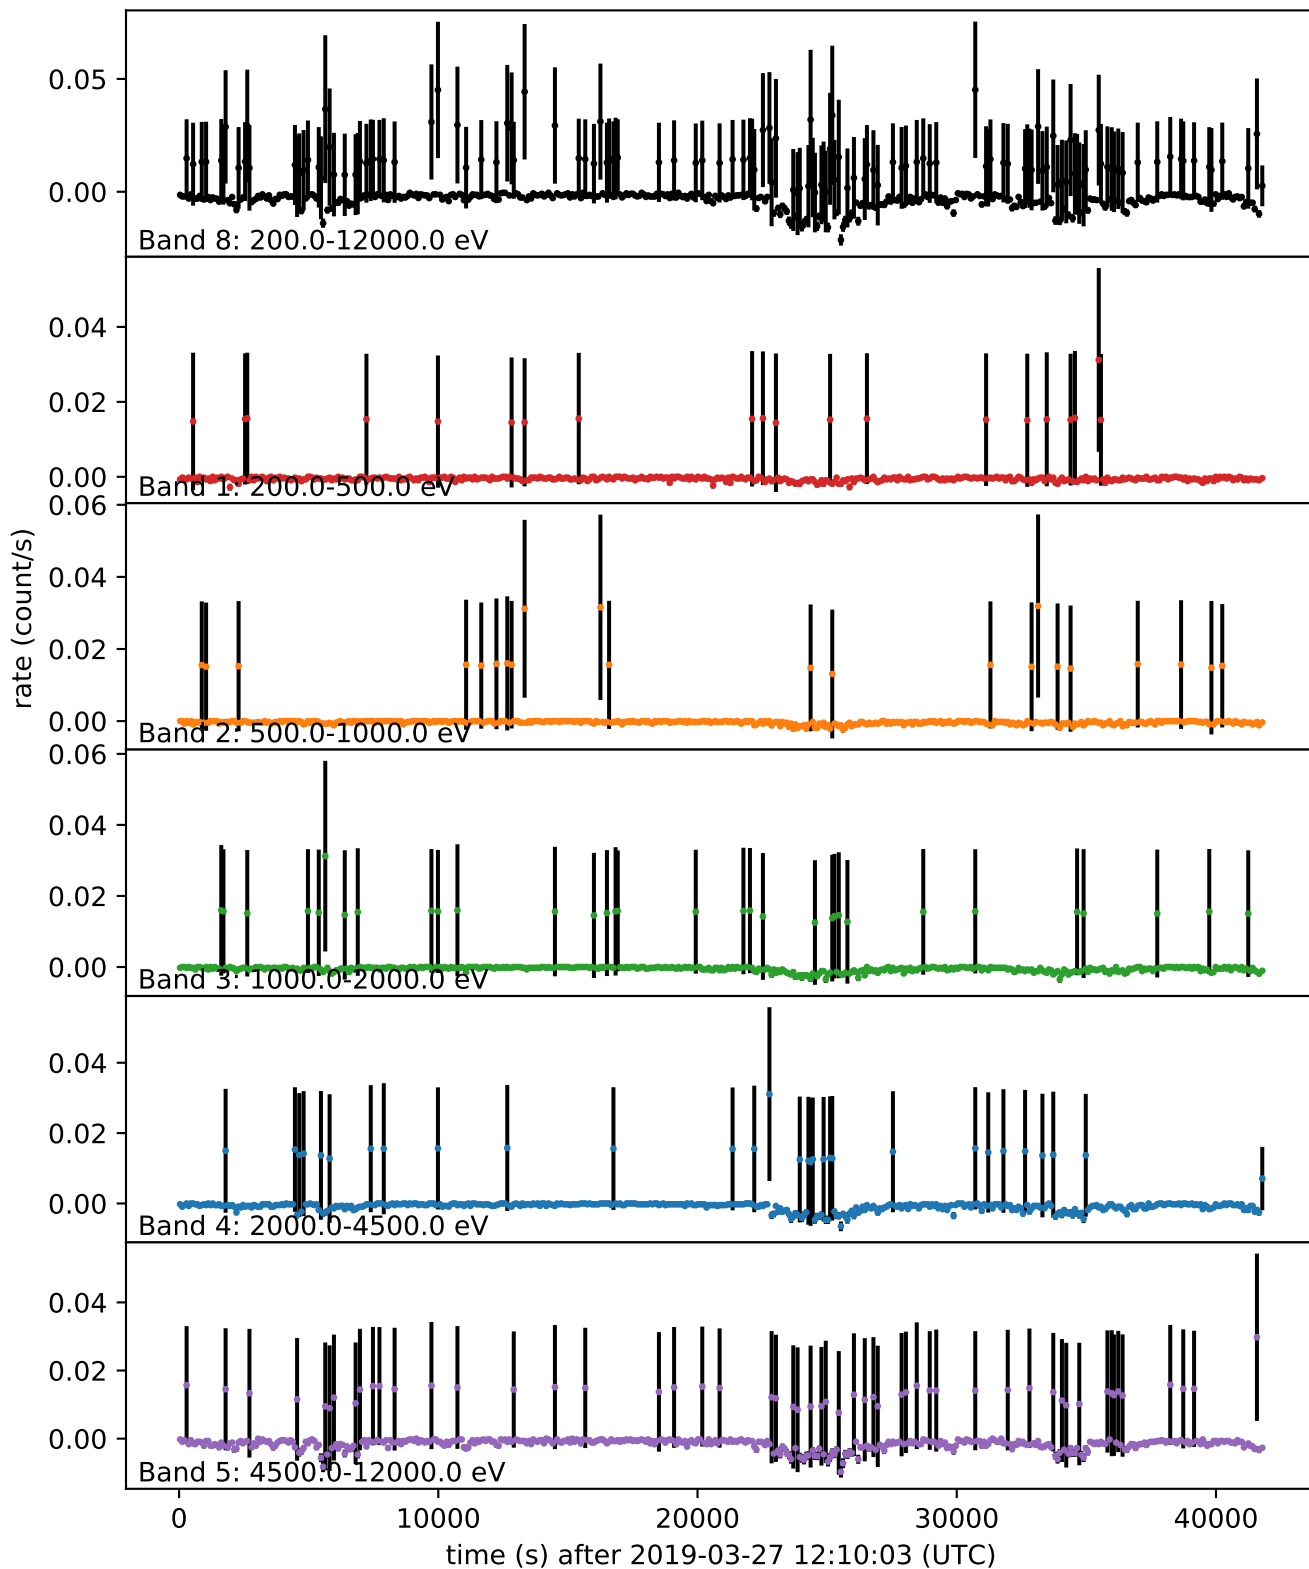 0.05
0.00
Band 8: 200.0-12000.0 eV
0.04
0.02
0.00
Band 1: 200.0-500.0 eV
0.06
0.04
0.02
0.00
Band 2: 500.0-1000.0 eV
rate (count/s)
0.06
0.04
0.02
0.00
Band 3: 1000.0-2000.0 eV
0.04
0.02
0.00
Band 4: 2000.0-4500.0 eV
0.04
0.02
0.00
Band 5: 4500.0-12000.0 eV
0 10000 20000 30000 40000
time (s) after 2019-03-27 12:10:03 (UTC)